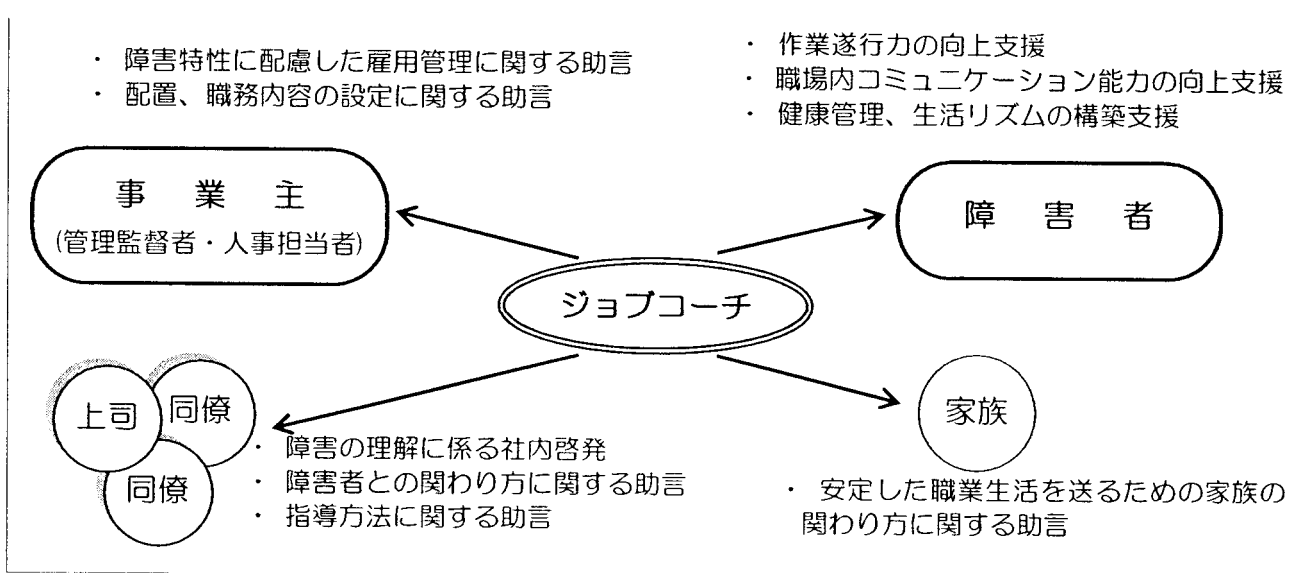 ・ 障害特性に配慮した雇用管理に関する助言
・ 配置、職務内容の設定に関する助言
・ 作業遂行力の向上支援
・ 職場内コミュニケーション能力の向上支援
・ 健康管理、生活リズムの構築支援
事 業 主
(管理監督者・人事担当者)
障 害 者
ジョブコーチ
上司
同僚
同僚
・ 障害の理解に係る社内啓発
・ 障害者との関わり方に関する助言
・ 指導方法に関する助言
家族
・ 安定した職業生活を送るための家族の
関わり方に関する助言